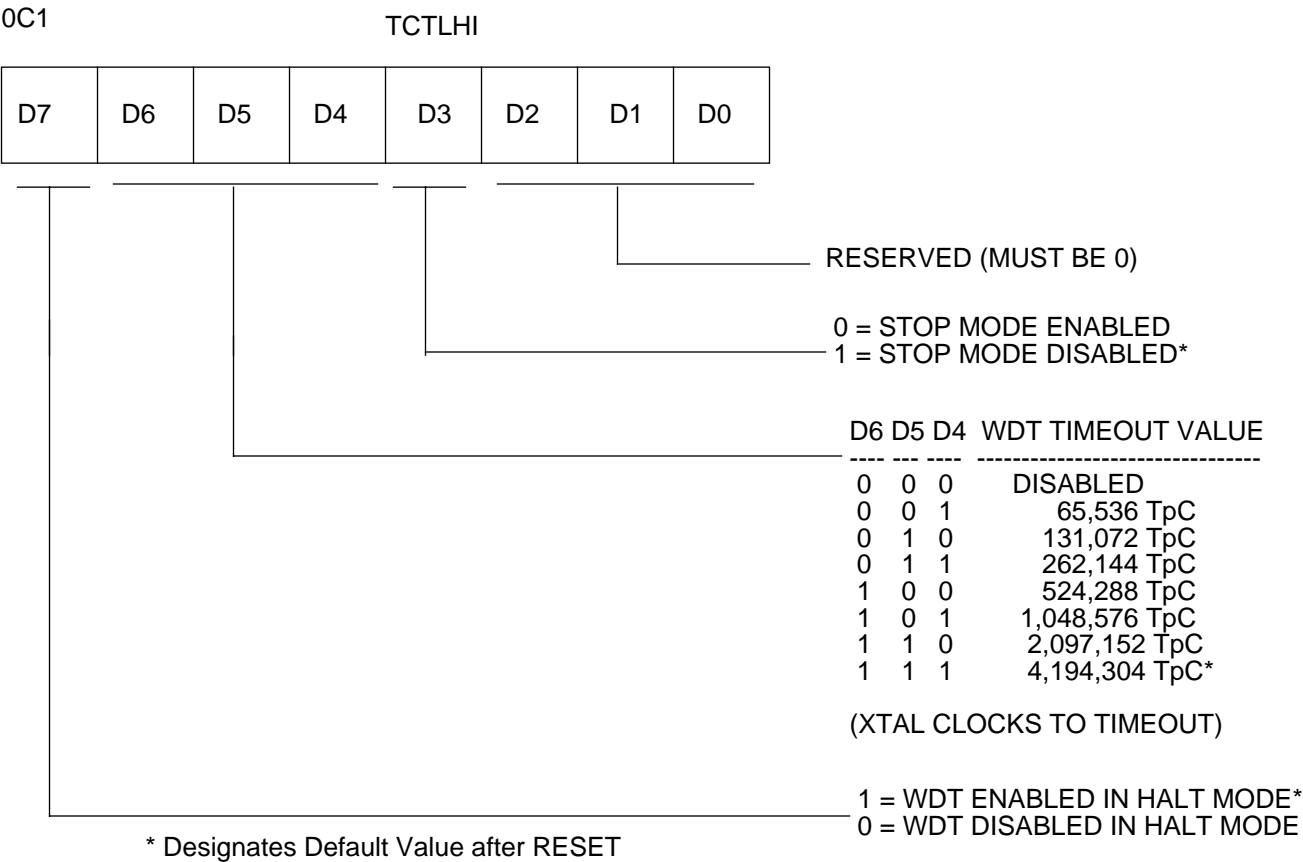 0C1
TCTLHI
D7 D6 D5 D4 D3 D2 D1 D0
RESERVED (MUST BE 0)
0 = STOP MODE ENABLED
1 = STOP MODE DISABLED*
D6 D5 D4 WDT TIMEOUT VALUE
---- --- ---- --------------------------------
0 0 0 DISABLED
0 0 1 65,536 TpC
0 1 0 131,072 TpC
0 1 1 262,144 TpC
1 0 0 524,288 TpC
1 0 1 1,048,576 TpC
1 1 0 2,097,152 TpC
1 1 1 4,194,304 TpC*
(XTAL CLOCKS TO TIMEOUT)
1 = WDT ENABLED IN HALT MODE*
0 = WDT DISABLED IN HALT MODE
* Designates Default Value after RESET